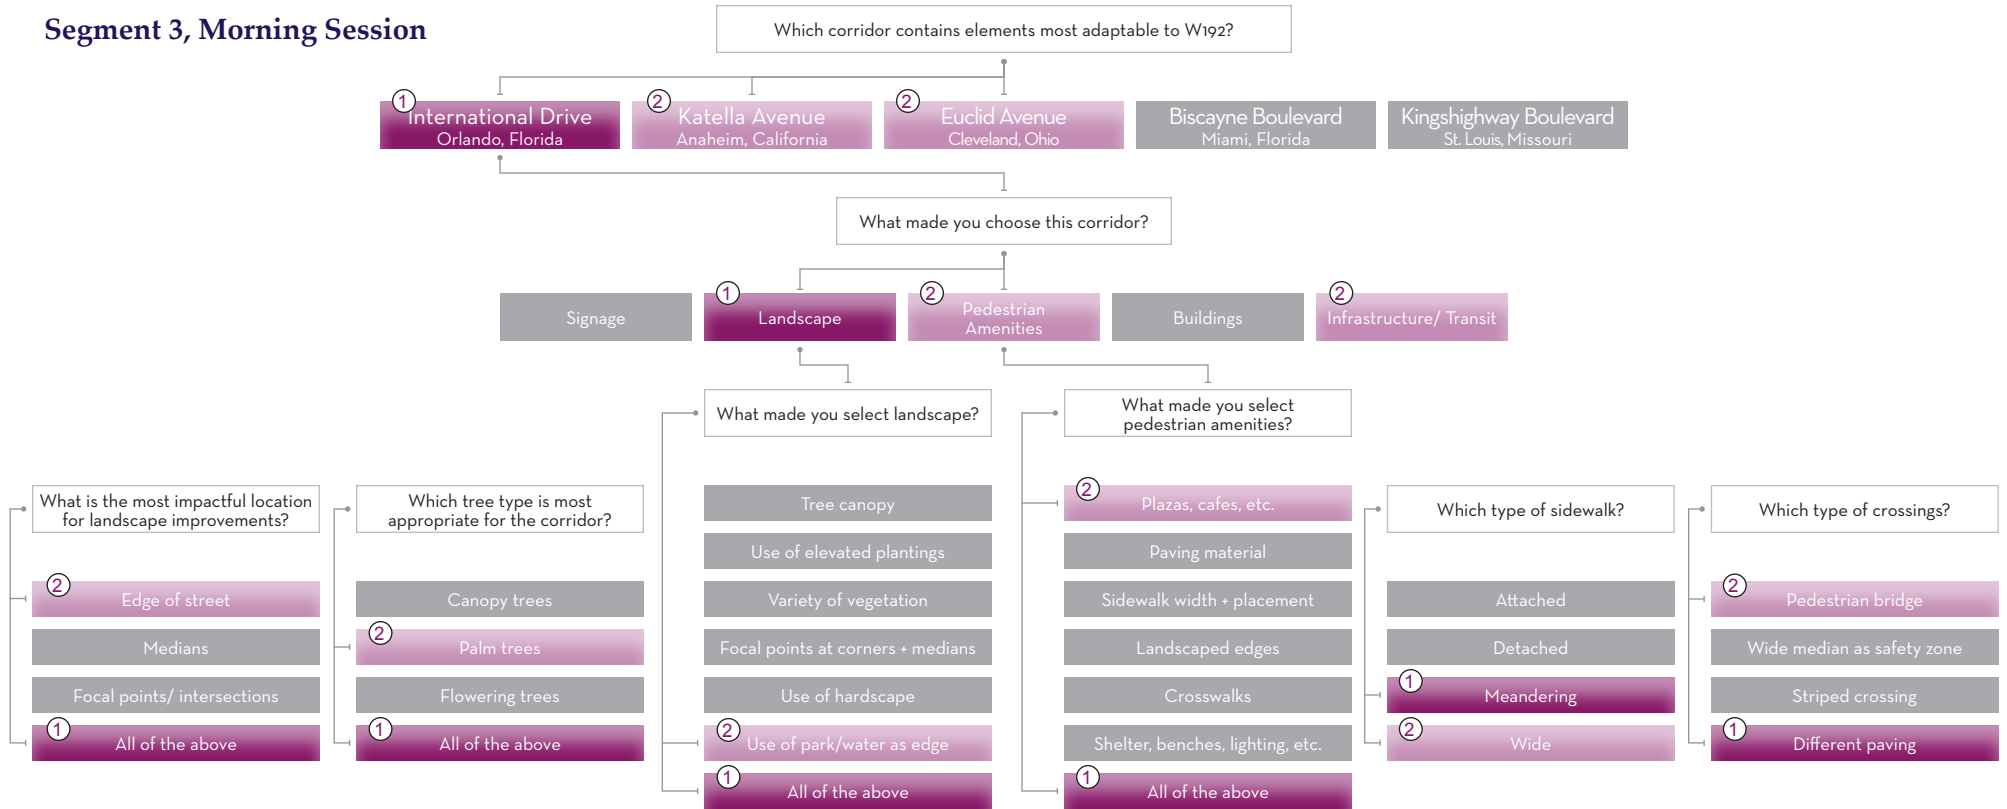 Segment 3, Morning Session
Which corridor contains elements most adaptable to W192?
1
International Drive
Orlando, Florida
2
Katella Avenue
Anaheim, California
2
Euclid Avenue
Cleveland, Ohio
Biscayne Boulevard
Miami, Florida
Kingshighway Boulevard
St. Louis, Missouri
What made you choose this corridor?
Signage
1
Landscape
2
Pedestrian
Amenities
Buildings
2
Infrastructure/ Transit
What made you select landscape?
What made you select
pedestrian amenities?
What is the most impactful location
for landscape improvements?
2
Edge of street
Medians
Focal points/ intersections
1
All of the above
Which tree type is most
appropriate for the corridor?
Canopy trees
2
Palm trees
Flowering trees
1
All of the above
Tree canopy
Use of elevated plantings
Variety of vegetation
Focal points at corners + medians
Use of hardscape
2
Use of park/water as edge
1
All of the above
2
Plazas, cafes, etc.
Paving material
Sidewalk width + placement
Landscaped edges
Crosswalks
Shelter, benches, lighting, etc.
1
All of the above
Which type of sidewalk?
Attached
Detached
1
Meandering
2
Wide
Which type of crossings?
2
Pedestrian bridge
Wide median as safety zone
Striped crossing
1
Different paving